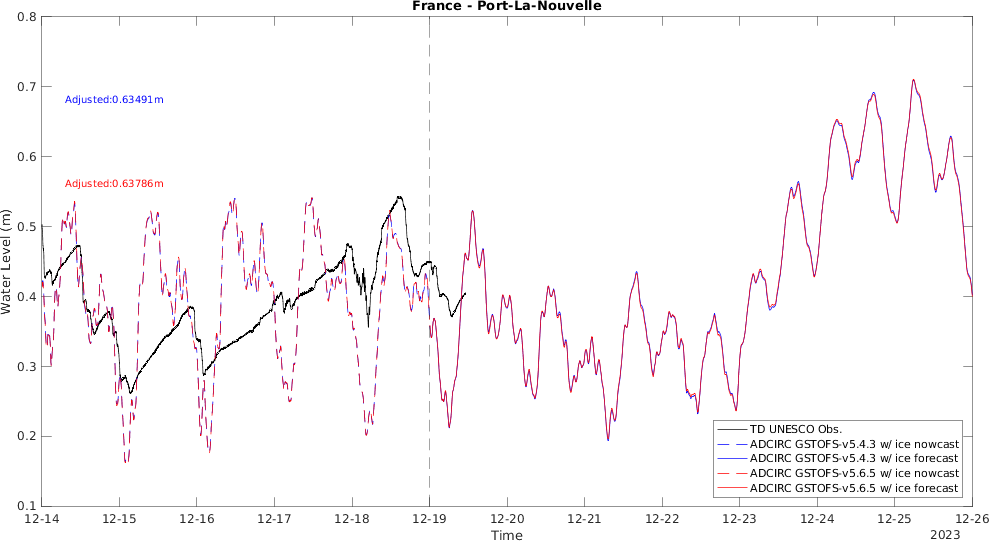 France - Port-La-Nouvelle
0.8
0.7
0.6
0.5
0.4
0.3
0.2
0.1
Water Level (m)
Adjusted:0.63491m
Adjusted:0.63786m
TD UNESCO Obs.
ADCIRC GSTOFS-v5.4.3 w/ ice nowcast
ADCIRC GSTOFS-v5.4.3 w/ ice forecast
ADCIRC GSTOFS-v5.6.5 w/ ice nowcast
ADCIRC GSTOFS-v5.6.5 w/ ice forecast
12-14 12-15 12-16 12-17 12-18 12-19 12-20 12-21 12-22 12-23 12-24 12-25 12-26
Time
2023